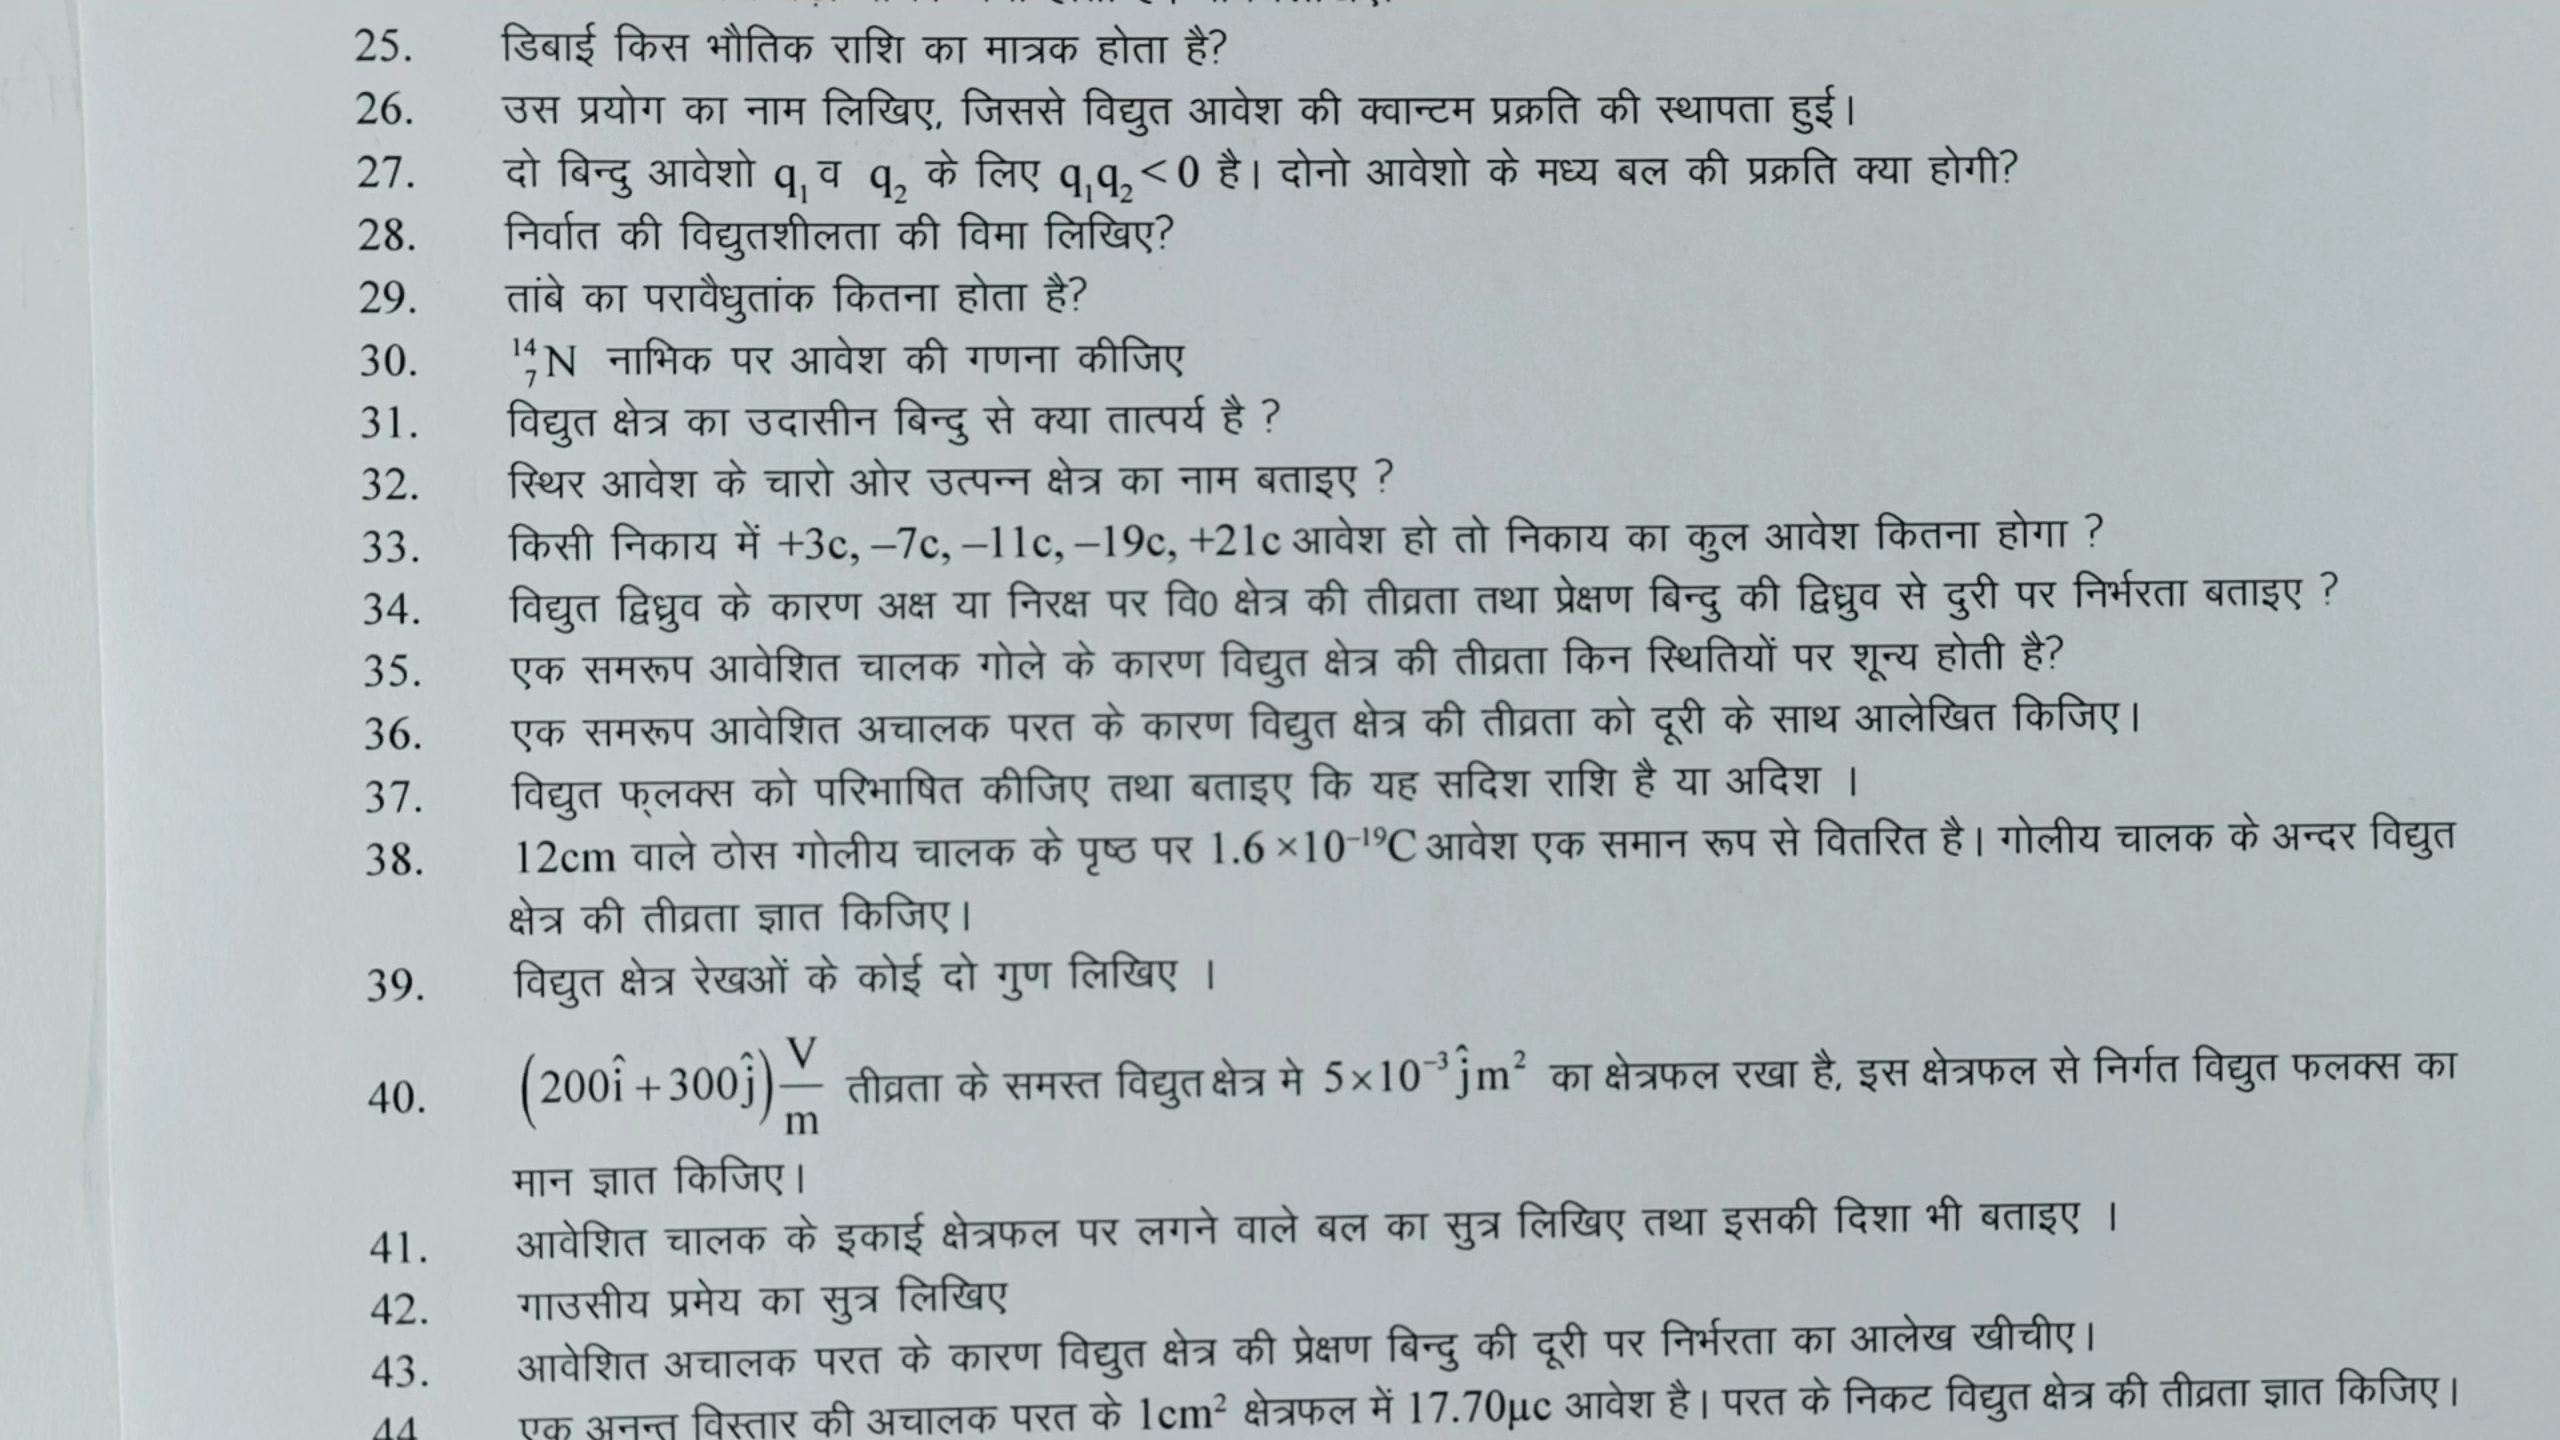 25. डिबाई किस भौतिक राशि का मात्रक होता है?
26. उस प्रयोग का नाम लिखिए, जिससे विद्युत आवेश की क्वान्टम प्रक्रति की स्थापता हुई।
27. दो बिन्दु आवेशो q₁ व q₂ के लिए q₁q₂ < 0 है। दोनो आवेशो के मध्य बल की प्रक्रति क्या होगी?
28. निर्वात की विद्युतशीलता की विमा लिखिए?
29. तांबे का परावैधुतांक कितना होता है?
30. ¹⁴₇N नाभिक पर आवेश की गणना कीजिए
31. विद्युत क्षेत्र का उदासीन बिन्दु से क्या तात्पर्य है ?
32. स्थिर आवेश के चारो ओर उत्पन्न क्षेत्र का नाम बताइए ?
33. किसी निकाय में +3c, –7c, –11c, –19c, +21c आवेश हो तो निकाय का कुल आवेश कितना होगा ?
34. विद्युत द्विध्रुव के कारण अक्ष या निरक्ष पर वि0 क्षेत्र की तीव्रता तथा प्रेक्षण बिन्दु की द्विध्रुव से दुरी पर निर्भरता बताइए ?
35. एक समरूप आवेशित चालक गोले के कारण विद्युत क्षेत्र की तीव्रता किन स्थितियों पर शून्य होती है?
36. एक समरूप आवेशित अचालक परत के कारण विद्युत क्षेत्र की तीव्रता को दूरी के साथ आलेखित किजिए।
37. विद्युत फ्लक्स को परिभाषित कीजिए तथा बताइए कि यह सदिश राशि है या अदिश ।
38. 12cm वाले ठोस गोलीय चालक के पृष्ठ पर 1.6 ×10⁻¹⁹C आवेश एक समान रूप से वितरित है। गोलीय चालक के अन्दर विद्युत
क्षेत्र की तीव्रता ज्ञात किजिए।
39. विद्युत क्षेत्र रेखओं के कोई दो गुण लिखिए ।
40. (200î + 300ĵ) V/m तीव्रता के समस्त विद्युत क्षेत्र मे 5×10⁻³ ĵ m² का क्षेत्रफल रखा है, इस क्षेत्रफल से निर्गत विद्युत फलक्स का
मान ज्ञात किजिए।
41. आवेशित चालक के इकाई क्षेत्रफल पर लगने वाले बल का सुत्र लिखिए तथा इसकी दिशा भी बताइए ।
42. गाउसीय प्रमेय का सुत्र लिखिए
43. आवेशित अचालक परत के कारण विद्युत क्षेत्र की प्रेक्षण बिन्दु की दूरी पर निर्भरता का आलेख खीचीए।
44. एक अनन्त विस्तार की अचालक परत के 1cm² क्षेत्रफल में 17.70μc आवेश है। परत के निकट विद्युत क्षेत्र की तीव्रता ज्ञात किजिए।